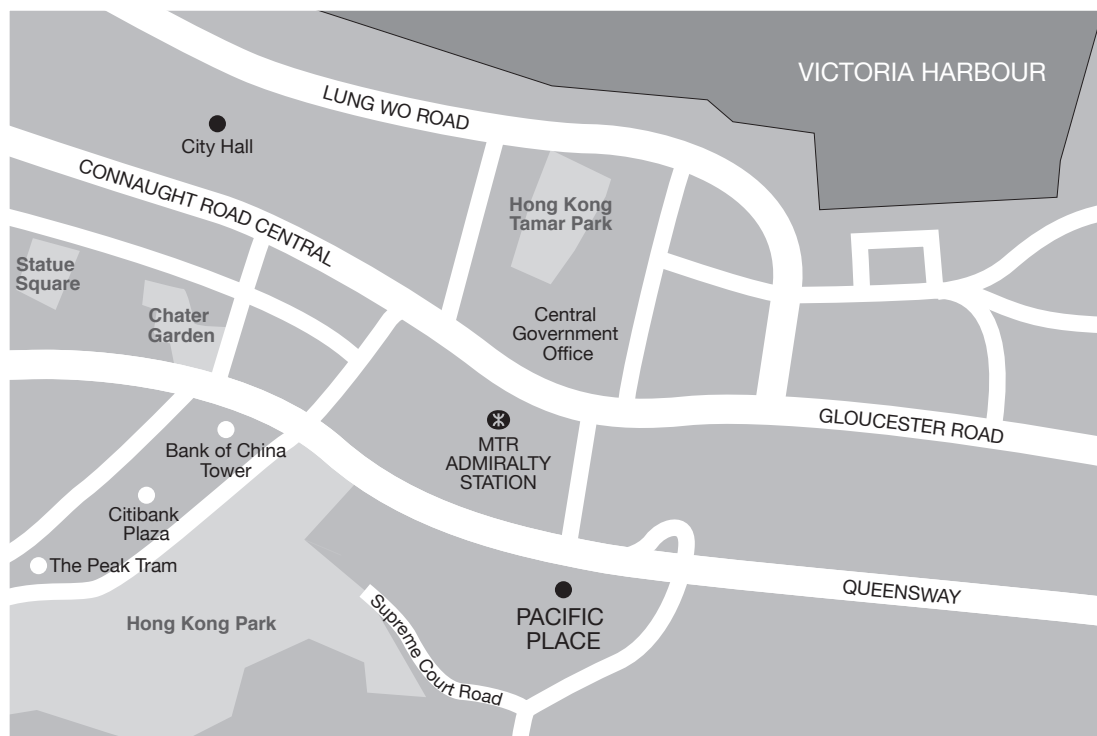 VICTORIA HARBOUR
LUNG WO ROAD
City Hall
CONNAUGHT ROAD CENTRAL
Hong Kong
Tamar Park
Statue
Square
Chater
Garden
Central
Government
Office
GLOUCESTER ROAD
MTR
ADMIRALTY
STATION
Bank of China
Tower
Citibank
Plaza
The Peak Tram
QUEENSWAY
PACIFIC
PLACE
Hong Kong Park
Supreme Court Road